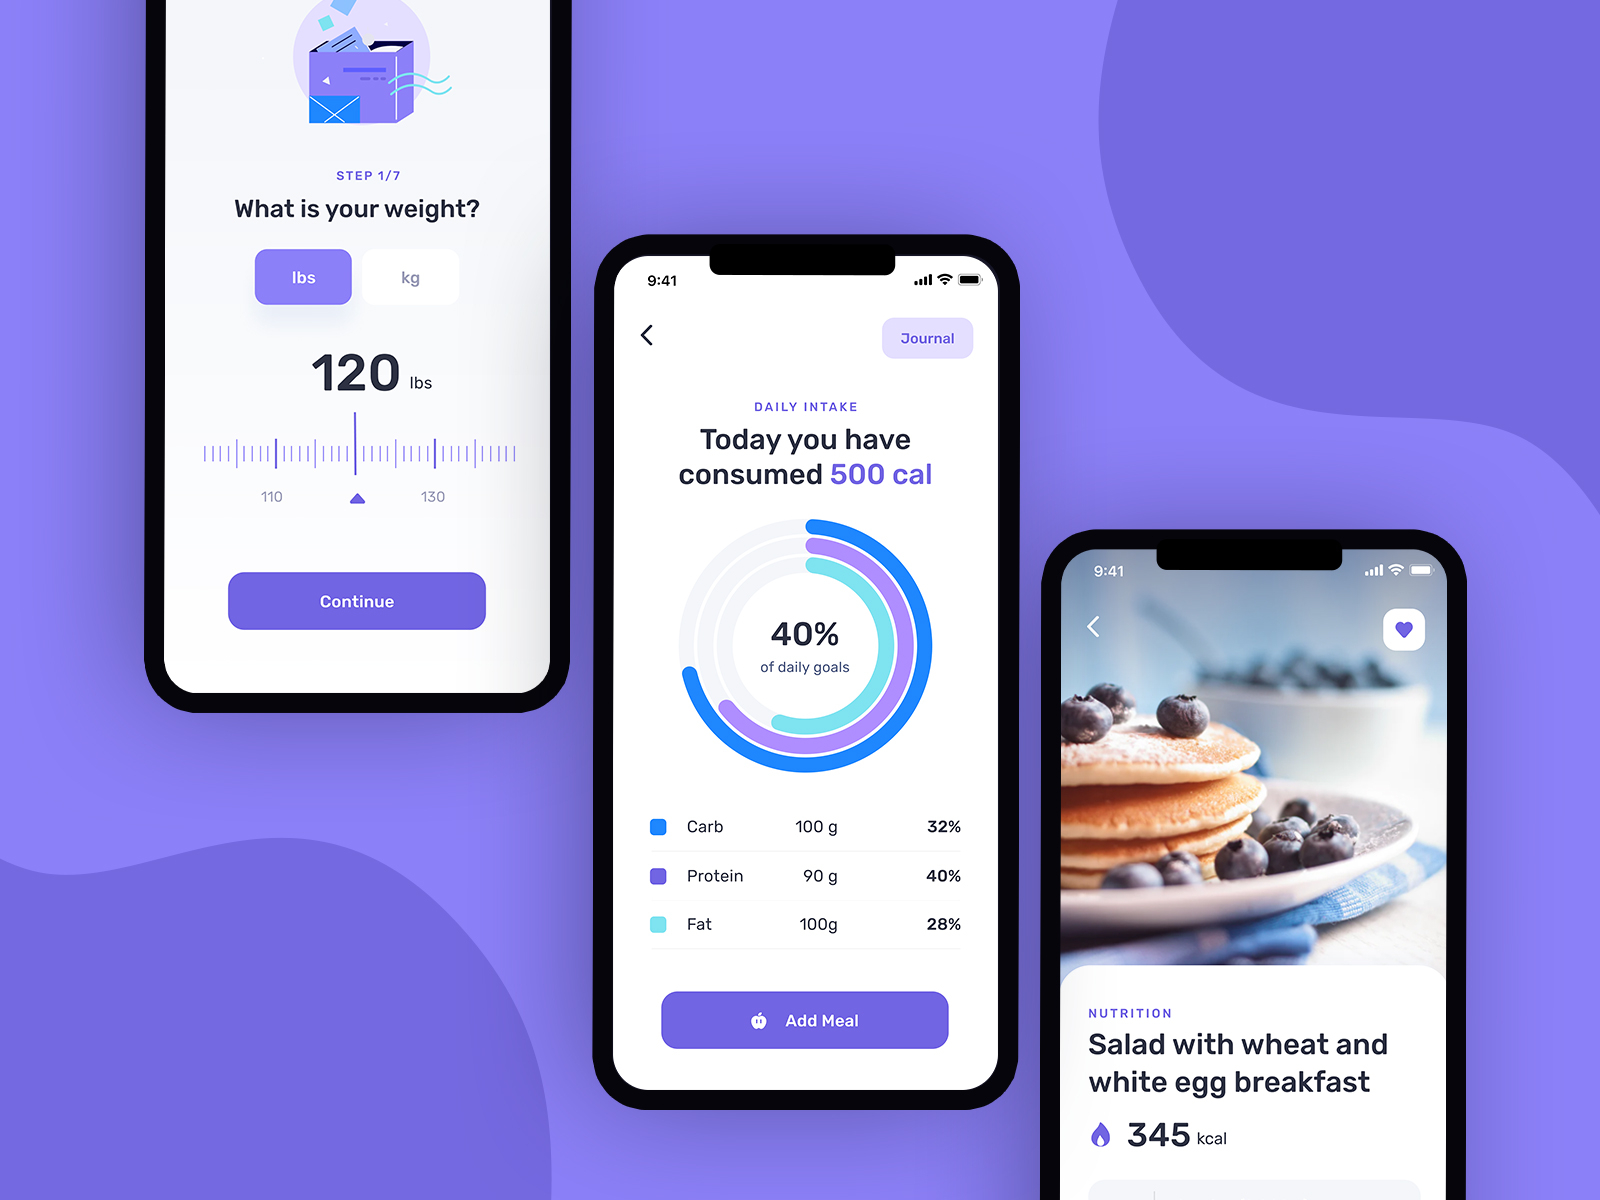 STEP 1/7
What is your weight?
lbs
kg
120 lbs
110
130
Continue
9:41
Journal
DAILY INTAKE
Today you have
consumed 500 cal
40%
of daily goals
Carb 100 g 32%
Protein 90 g 40%
Fat 100g 28%
Add Meal
9:41
NUTRITION
Salad with wheat and
white egg breakfast
345 kcal